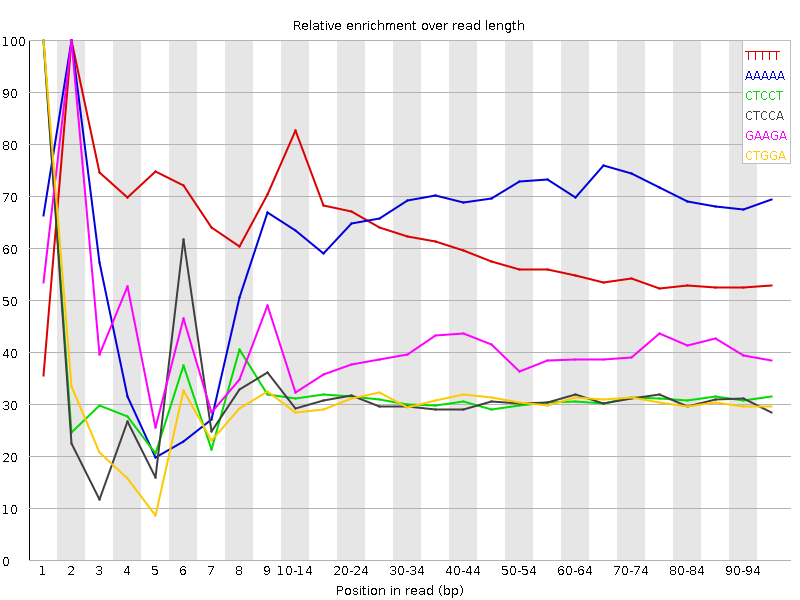 Relative enrichment over read length
100
90
80
70
60
50
40
30
20
10
0
TTTTT
AAAAA
CTCCT
CTCCA
GAAGA
CTGGA
1 2 3 4 5 6 7 8 9 10-14 20-24 30-34 40-44 50-54 60-64 70-74 80-84 90-94
Position in read (bp)